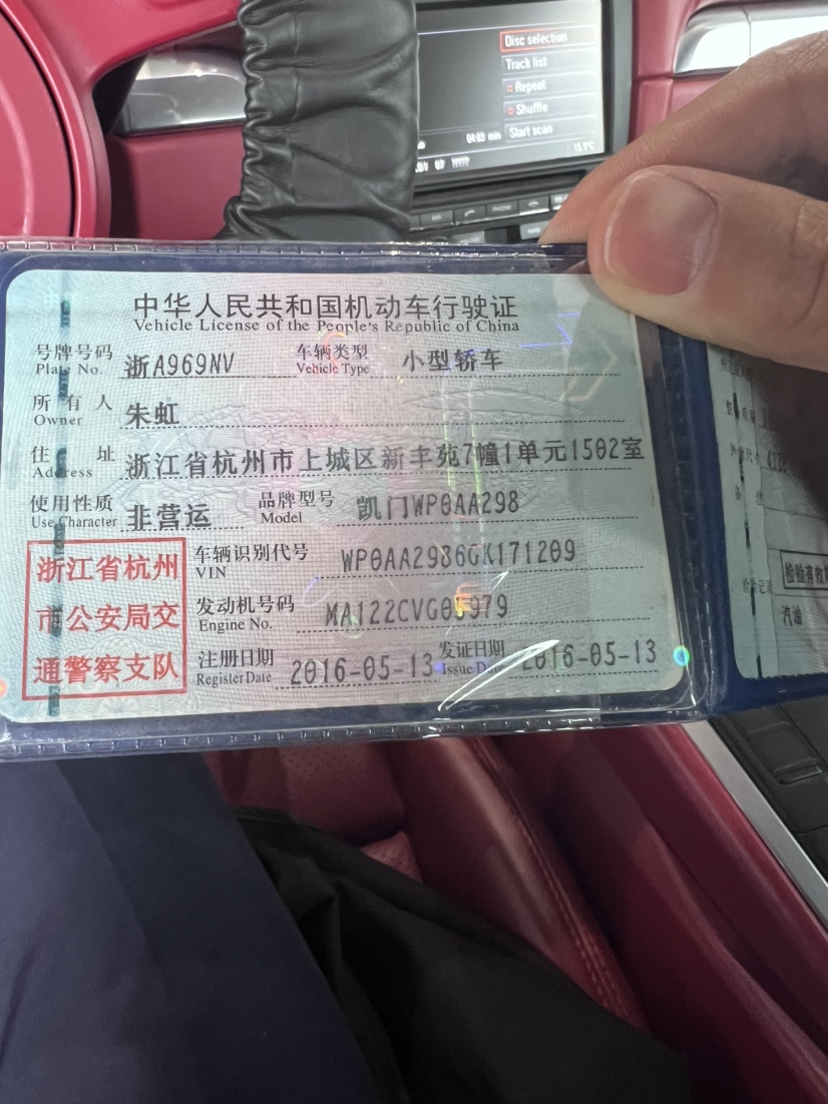 Disc selection
Track list
Repeat
Shuffle
04:03 min
Start scan
中华人民共和国机动车行驶证
Vehicle License of the People's Republic of China
号牌号码 浙A969NV 车辆类型 小型轿车
Plate No. Vehicle Type
所有人 朱虹
Owner
住址 浙江省杭州市上城区新丰苑7幢1单元1502室
Address
使用性质 非营运 品牌型号 凯门WP0AA298
Use Character Model
浙江省杭州
市公安局交
通警察支队
车辆识别代号 WP0AA2986GK171209
VIN
发动机号码
Engine No.
注册日期 2016-05-13 发证日期 2016-05-13
Register Date Issue Date
汽油